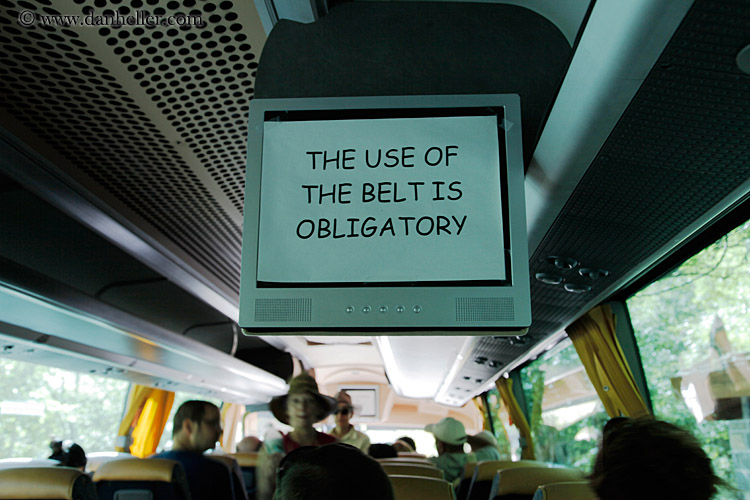 © www.danheller.com
THE USE OF
THE BELT IS
OBLIGATORY